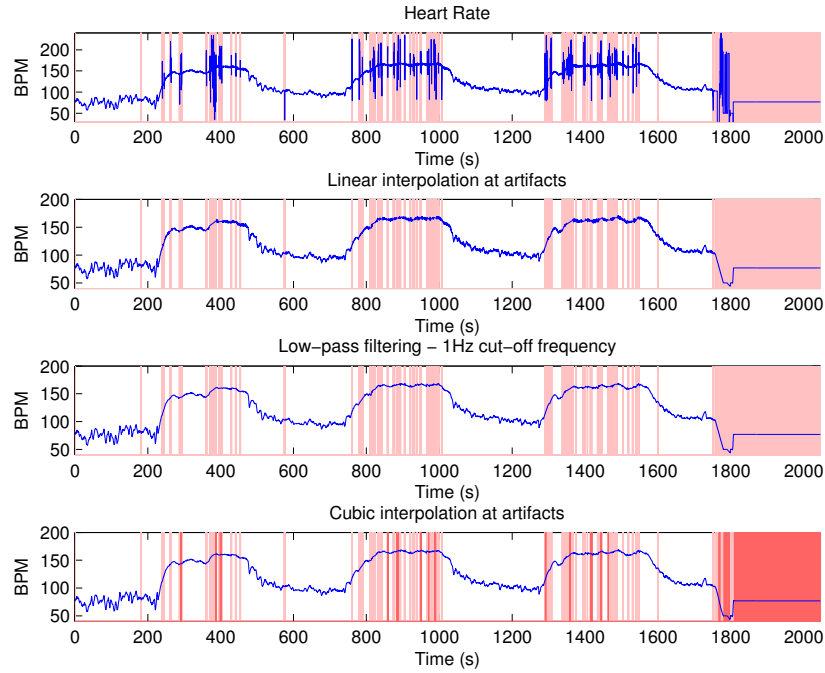 Heart Rate
BPM
200
150
100
50
0 200 400 600 800 1000 1200 1400 1600 1800 2000
Time (s)
Linear interpolation at artifacts
BPM
200
150
100
50
0 200 400 600 800 1000 1200 1400 1600 1800 2000
Time (s)
Low−pass filtering − 1Hz cut−off frequency
BPM
200
150
100
50
0 200 400 600 800 1000 1200 1400 1600 1800 2000
Time (s)
Cubic interpolation at artifacts
BPM
200
150
100
50
0 200 400 600 800 1000 1200 1400 1600 1800 2000
Time (s)